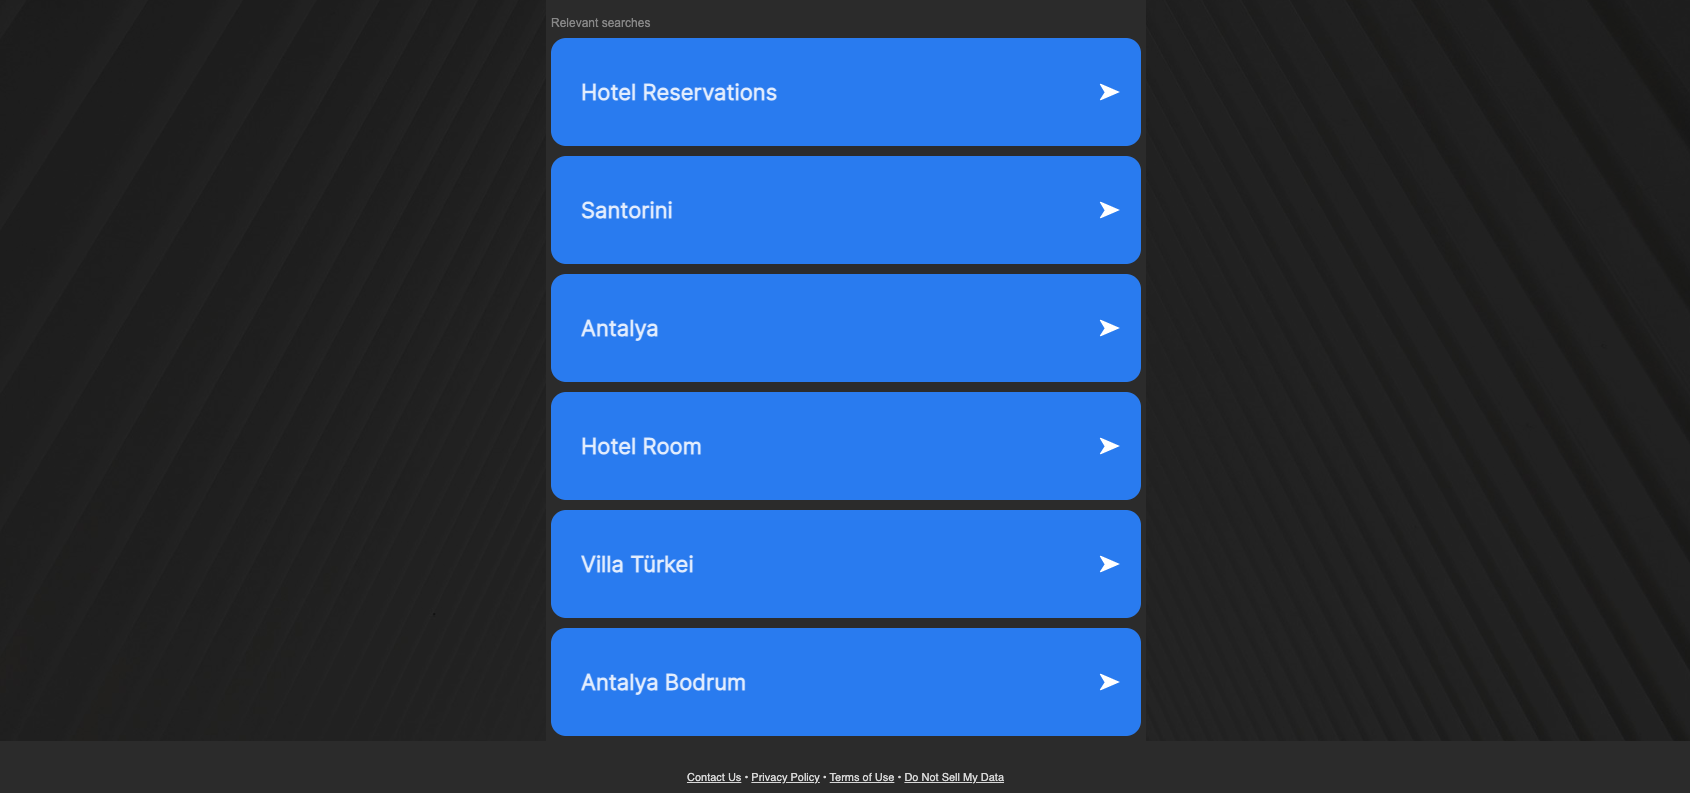 Relevant searches
Hotel Reservations
Santorini
Antalya
Hotel Room
Villa Türkei
Antalya Bodrum
Contact Us • Privacy Policy • Terms of Use • Do Not Sell My Data